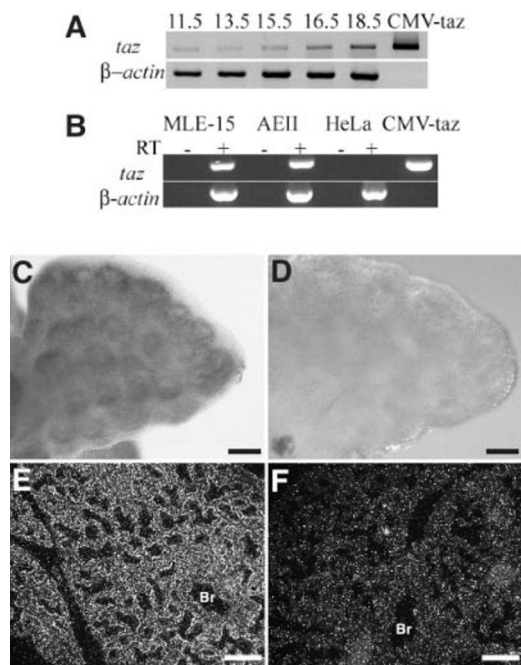 A
11.5 13.5 15.5 16.5 18.5 CMV-taz
taz
β-actin
B
MLE-15 AEII HeLa CMV-taz
RT - + - + - +
taz
β-actin
C D
E F
Br Br